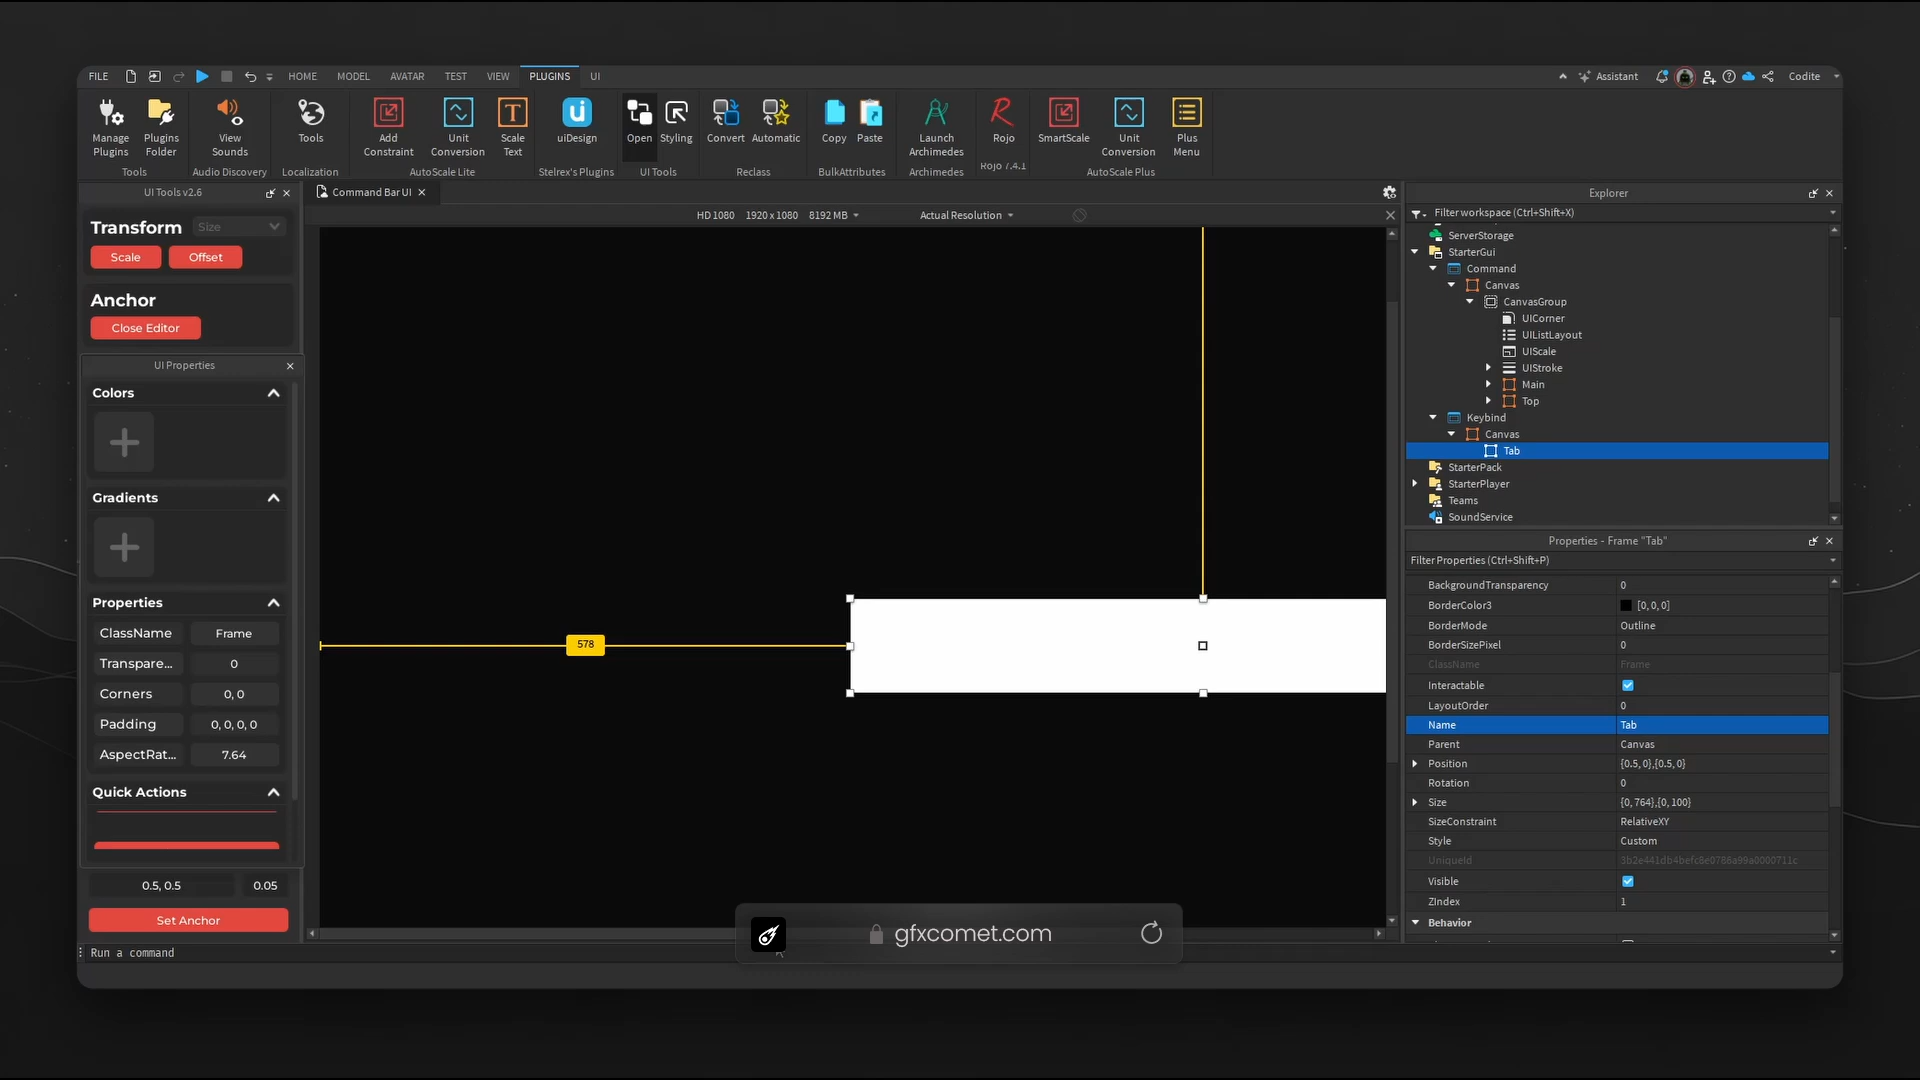 FILE HOME MODEL AVATAR TEST VIEW PLUGINS UI Assistant Codite
Manage Plugins
Plugins Folder
View Sounds
Tools
Add Constraint
Unit Conversion
Scale Text
uiDesign
Open
Styling
Convert
Automatic
Copy
Paste
Launch Archimedes
Rojo
SmartScale
Unit Conversion
Plus Menu
Tools Audio Discovery Localization AutoScale Lite Stelrex's Plugins UI Tools Reclass BulkAttributes Archimedes Rojo 7.4.1 AutoScale Plus
UI Tools v2.6
Command Bar UI
HD 1080 1920 x 1080 8192 MB Actual Resolution
Transform Size
Scale Offset
Anchor
Close Editor
UI Properties
Colors
Gradients
Properties
ClassName Frame
Transpare... 0
Corners 0, 0
Padding 0, 0, 0, 0
AspectRat... 7.64
Quick Actions
0.5, 0.5 0.05
Set Anchor
Run a command
578
gfxcomet.com
Explorer
Filter workspace (Ctrl+Shift+X)
ServerStorage
StarterGui
Command
Canvas
CanvasGroup
UICorner
UIListLayout
UIScale
UIStroke
Main
Top
Keybind
Canvas
Tab
StarterPack
StarterPlayer
Teams
SoundService
Properties - Frame "Tab"
Filter Properties (Ctrl+Shift+P)
BackgroundTransparency 0
BorderColor3 [0, 0, 0]
BorderMode Outline
BorderSizePixel 0
ClassName Frame
Interactable
LayoutOrder 0
Name Tab
Parent Canvas
Position {0.5, 0},{0.5, 0}
Rotation 0
Size {0, 764},{0, 100}
SizeConstraint RelativeXY
Style Custom
UniqueId
Visible
ZIndex 1
Behavior